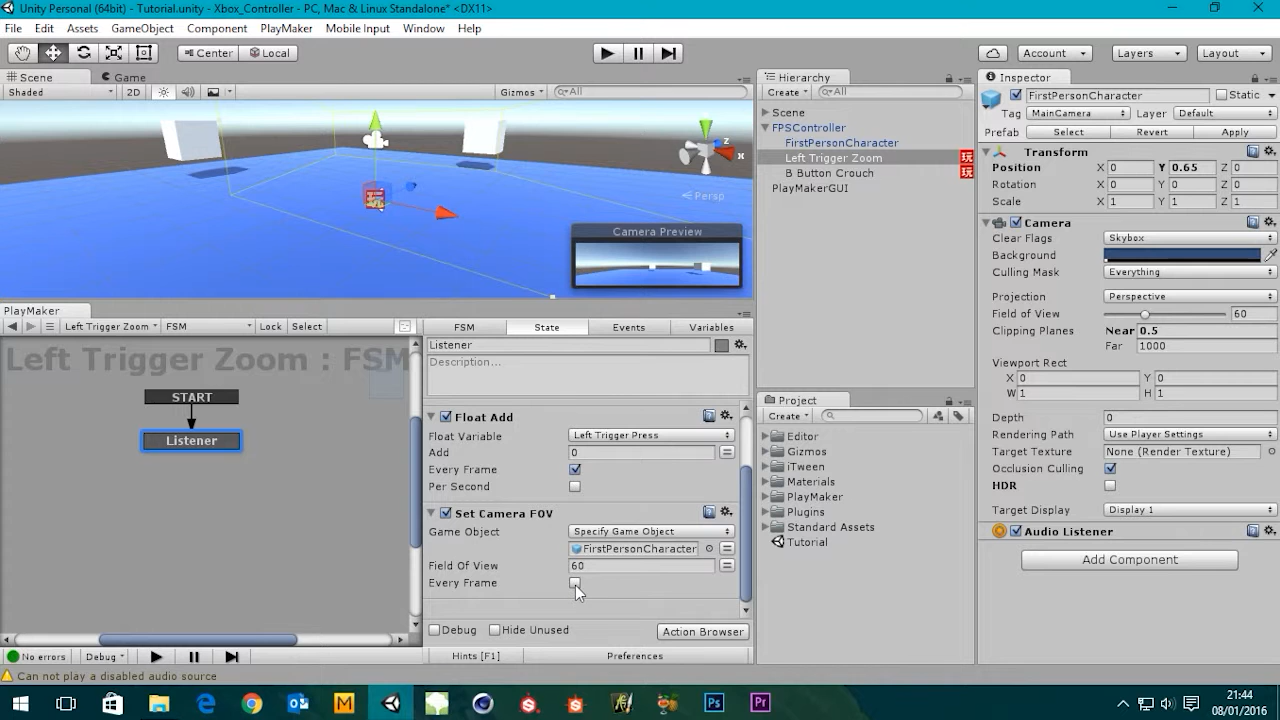 Unity Personal (64bit) - Tutorial.unity - Xbox_Controller - PC, Mac & Linux Standalone* <DX11>
File Edit Assets GameObject Component PlayMaker Mobile Input Window Help
Center Local Account Layers Layout
Scene Game
Shaded 2D Gizmos All
z
x
Persp
Camera Preview
Hierarchy
Create All
Scene
FPSController
FirstPersonCharacter
Left Trigger Zoom
B Button Crouch
PlayMakerGUI
Project
Create
Editor
Gizmos
iTween
Materials
PlayMaker
Plugins
Standard Assets
Tutorial
Inspector
FirstPersonCharacter Static
Tag MainCamera Layer Default
Prefab Select Revert Apply
Transform
Position X 0 Y 0.65 Z 0
Rotation X 0 Y 0 Z 0
Scale X 1 Y 1 Z 1
Camera
Clear Flags Skybox
Background
Culling Mask Everything
Projection Perspective
Field of View 60
Clipping Planes Near 0.5
Far 1000
Viewport Rect
X 0 Y 0
W 1 H 1
Depth 0
Rendering Path Use Player Settings
Target Texture None (Render Texture)
Occlusion Culling
HDR
Target Display Display 1
Audio Listener
Add Component
PlayMaker
Left Trigger Zoom FSM Lock Select
Left Trigger Zoom : FSM
START
Listener
FSM State Events Variables
Listener
Description...
Float Add
Float Variable Left Trigger Press
Add 0
Every Frame
Per Second
Set Camera FOV
Game Object Specify Game Object
FirstPersonCharacter
Field Of View 60
Every Frame
Debug Hide Unused Action Browser
No errors Debug Hints [F1] Preferences
Can not play a disabled audio source
21:44
08/01/2016